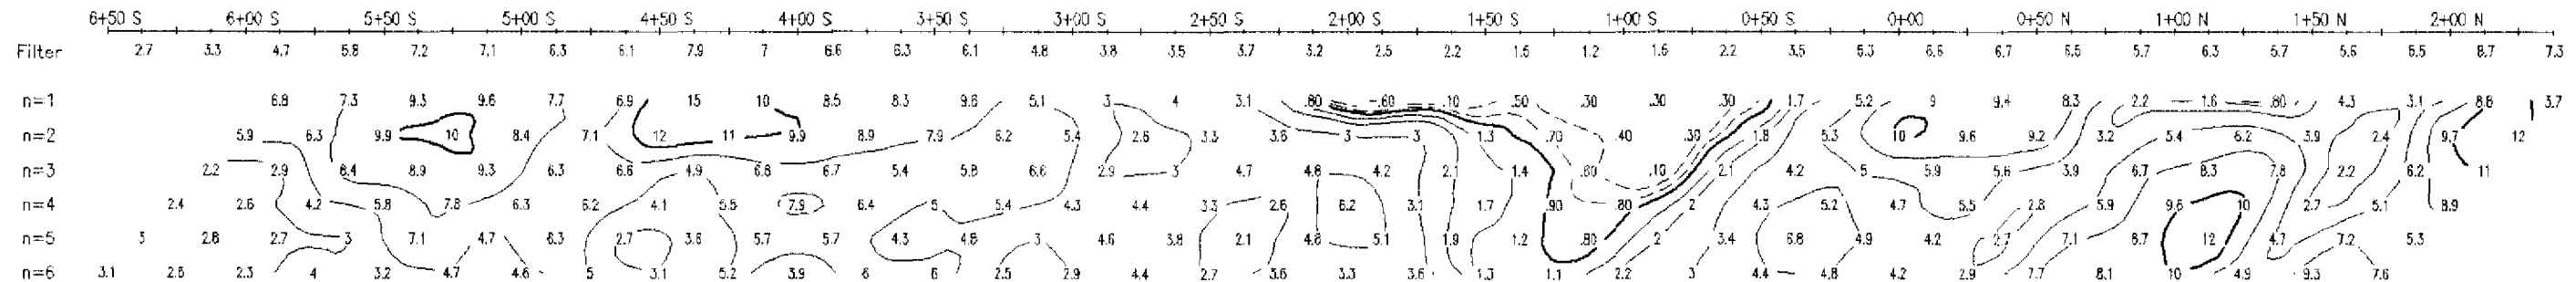 6+50 S 6+00 S 5+50 S 5+00 S 4+50 S 4+00 S 3+50 S 3+00 S 2+50 S 2+00 S 1+50 S 1+00 S 0+50 S 0+00 0+50 N 1+00 N 1+50 N 2+00 N
Filter 2.7 3.3 4.7 5.8 7.2 7.1 6.3 6.1 7.9 7 6.6 6.3 6.1 4.8 3.8 3.5 3.7 3.2 2.5 2.2 1.5 1.2 1.6 2.2 3.5 5.3 6.6 6.7 6.5 5.7 6.3 5.7 5.6 6.5 8.7 7.3
n=1 6.8 7.3 9.3 9.6 7.7 6.9 15 10 8.5 8.3 9.6 5.1 3 4 3.1 .80 .60 .10 .50 .30 .30 .30 1.7 5.2 9 9.4 8.3 2.2 1.6 .80 4.3 3.1 8.8 3.7
n=2 5.9 6.3 9.9 10 8.4 7.1 12 11 9.9 8.9 7.9 6.2 5.4 2.6 3.3 3.6 3 3 1.3 .70 .40 .30 1.8 5.3 10 9.6 9.2 3.2 5.4 6.2 3.9 2.4 9.7 12
n=3 2.2 2.9 8.4 8.9 9.3 6.3 6.6 4.9 6.8 6.7 5.4 5.8 6.6 2.9 3 4.7 4.8 4.2 2.1 1.4 .60 .10 2.1 4.2 5 5.9 5.6 3.9 6.7 8.3 7.8 2.2 6.2 11
n=4 2.4 2.6 4.2 5.8 7.8 6.3 6.2 4.1 5.5 7.9 6.4 5 5.4 4.3 4.4 3.3 2.6 6.2 3.1 1.7 .90 .80 2 4.3 5.2 4.7 5.5 2.8 5.9 9.6 10 2.7 5.1 8.9
n=5 3 2.8 2.7 3 7.1 4.7 6.3 2.7 3.6 5.7 5.7 4.3 4.8 3 4.6 3.8 2.1 4.8 5.1 1.9 1.2 .80 2 3.4 6.8 4.9 4.2 2.7 7.1 8.7 12 4.7 7.2 5.3
n=6 3.1 2.6 2.3 4 3.2 4.7 4.6 5 3.1 5.2 3.9 6 6 2.5 2.9 4.4 2.7 3.6 3.3 3.6 1.3 1.1 2.2 3 4.4 4.8 4.2 2.9 7.7 8.1 10 4.9 9.3 7.6